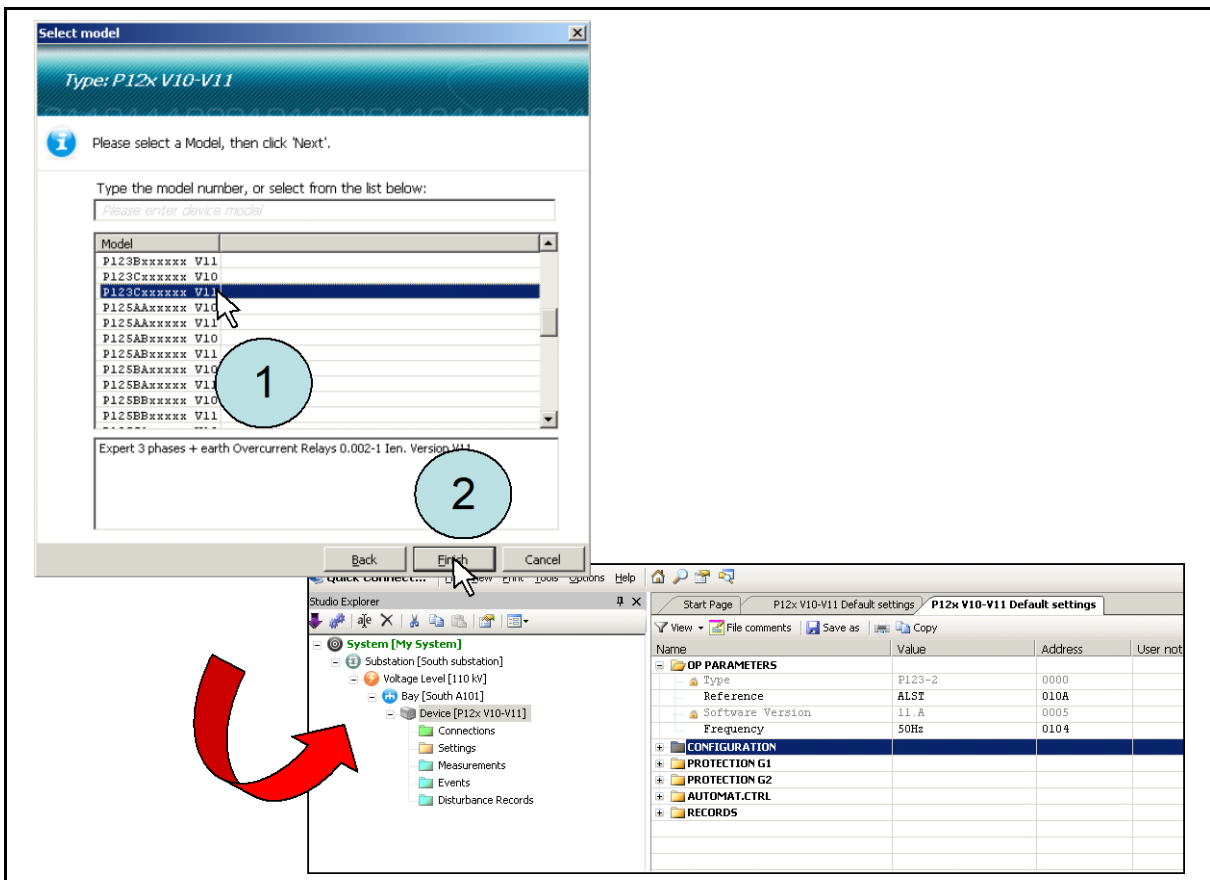 Select model
Type: P12x V10-V11
Please select a Model, then click 'Next'.
Type the model number, or select from the list below:
Please enter device model
Model
P123Bxxxxxx V11
P123Cxxxxxx V10
P123Cxxxxxx V11
P125AAxxxxx V10
P125AAxxxxx V11
P125ABxxxxx V10
P125ABxxxxx V11
P125BAxxxxx V10
P125BAxxxxx V11
P125BBxxxxx V10
P125BBxxxxx V11
1
Expert 3 phases + earth Overcurrent Relays 0.002-1 Ien. Version V11
2
Back Finish Cancel
Quick Connect... View Print Tools Options Help
Studio Explorer
Start Page P12x V10-V11 Default settings P12x V10-V11 Default settings
View File comments Save as Copy
System [My System]
Substation [South substation]
Voltage Level [110 kV]
Bay [South A101]
Device [P12x V10-V11]
Connections
Settings
Measurements
Events
Disturbance Records
Name Value Address User not
OP PARAMETERS
Type P123-2 0000
Reference ALST 010A
Software Version 11.A 0005
Frequency 50Hz 0104
CONFIGURATION
PROTECTION G1
PROTECTION G2
AUTOMAT.CTRL
RECORDS